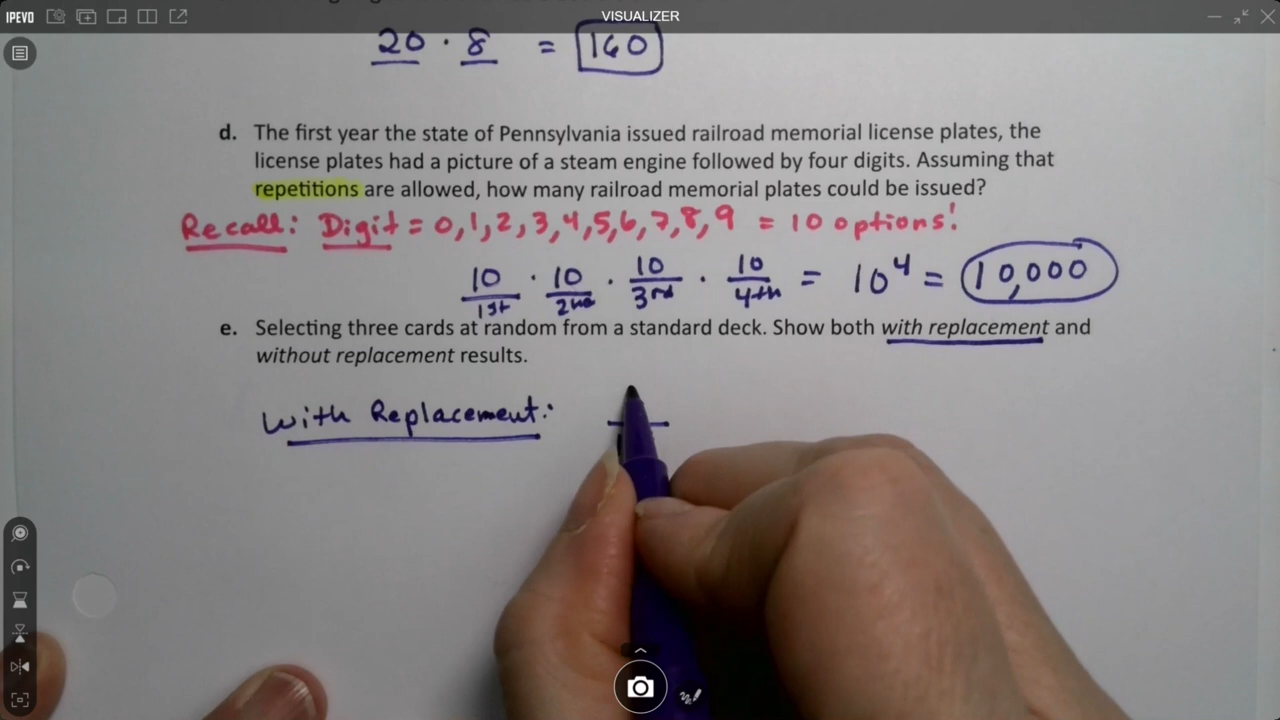 IPEVO
VISUALIZER
20 · 8 = 160
d. The first year the state of Pennsylvania issued railroad memorial license plates, the
license plates had a picture of a steam engine followed by four digits. Assuming that
repetitions are allowed, how many railroad memorial plates could be issued?
Recall: Digit = 0,1,2,3,4,5,6,7,8,9 = 10 options!
10 · 10 · 10 · 10 = 10⁴ = 10,000
1st 2nd 3rd 4th
e. Selecting three cards at random from a standard deck. Show both with replacement and
without replacement results.
With Replacement: